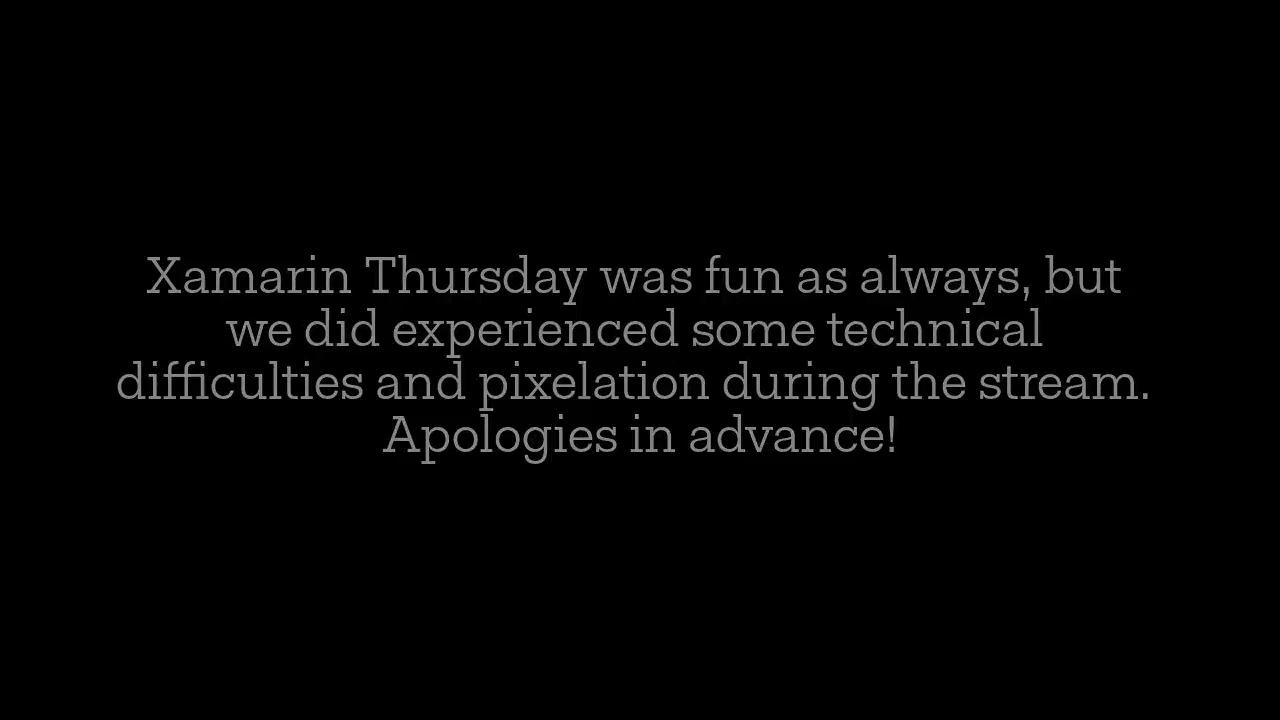 Xamarin Thursday was fun as always, but
we did experienced some technical
difficulties and pixelation during the stream.
Apologies in advance!